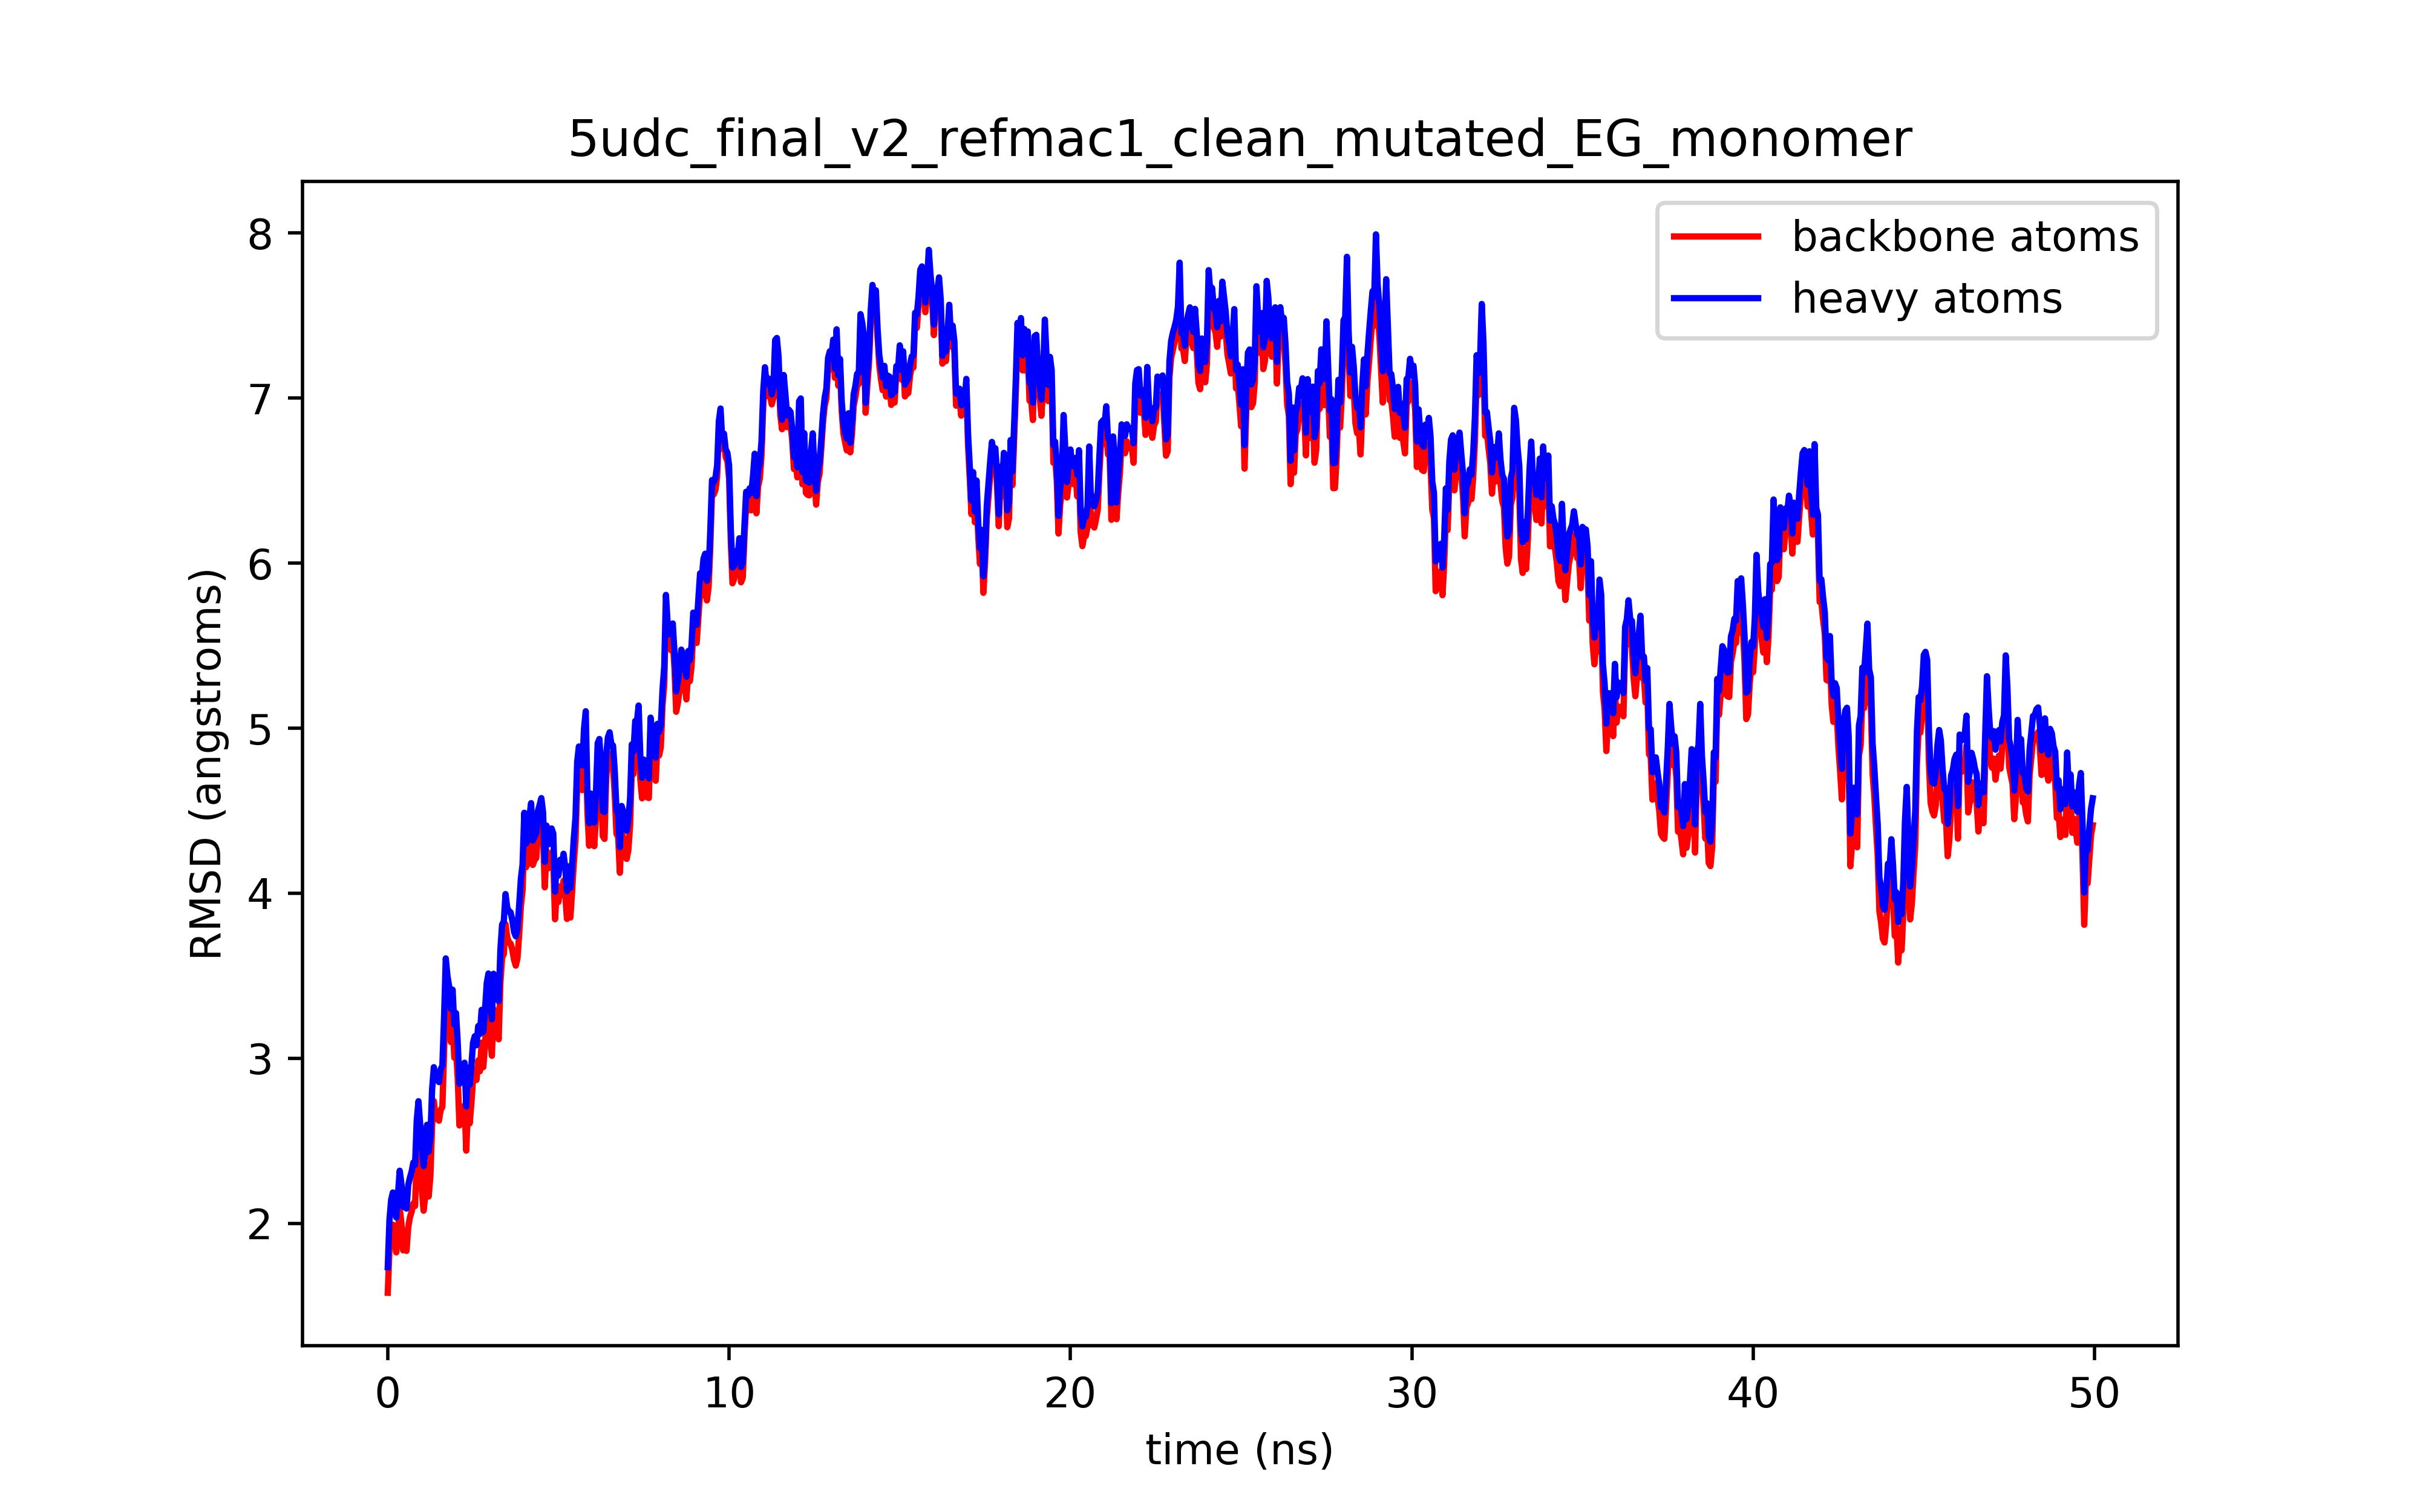 5udc_final_v2_refmac1_clean_mutated_EG_monomer
backbone atoms
heavy atoms
8
7
6
5
4
3
2
RMSD (angstroms)
0 10 20 30 40 50
time (ns)